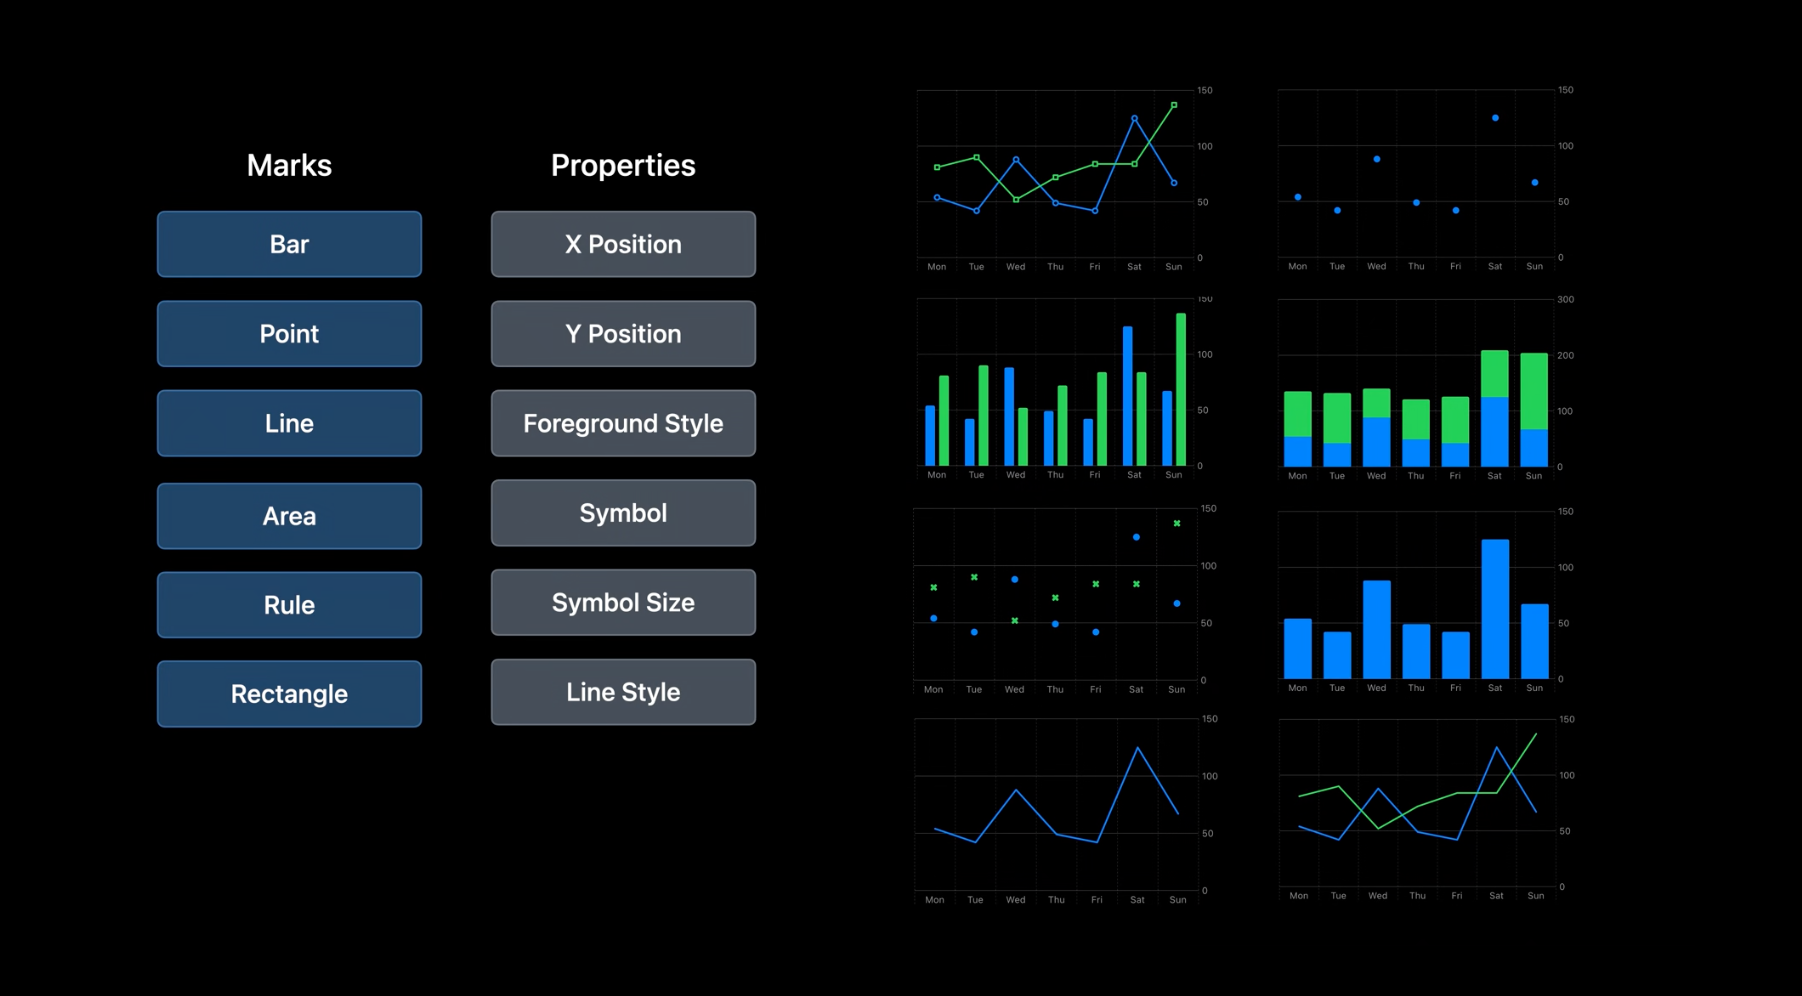 Marks
Bar
Point
Line
Area
Rule
Rectangle
Properties
X Position
Y Position
Foreground Style
Symbol
Symbol Size
Line Style
150
100
50
0
Mon Tue Wed Thu Fri Sat Sun
150
100
50
0
Mon Tue Wed Thu Fri Sat Sun
150
100
50
0
Mon Tue Wed Thu Fri Sat Sun
300
200
100
0
Mon Tue Wed Thu Fri Sat Sun
150
100
50
0
Mon Tue Wed Thu Fri Sat Sun
150
100
50
0
Mon Tue Wed Thu Fri Sat Sun
150
100
50
0
Mon Tue Wed Thu Fri Sat Sun
150
100
50
0
Mon Tue Wed Thu Fri Sat Sun